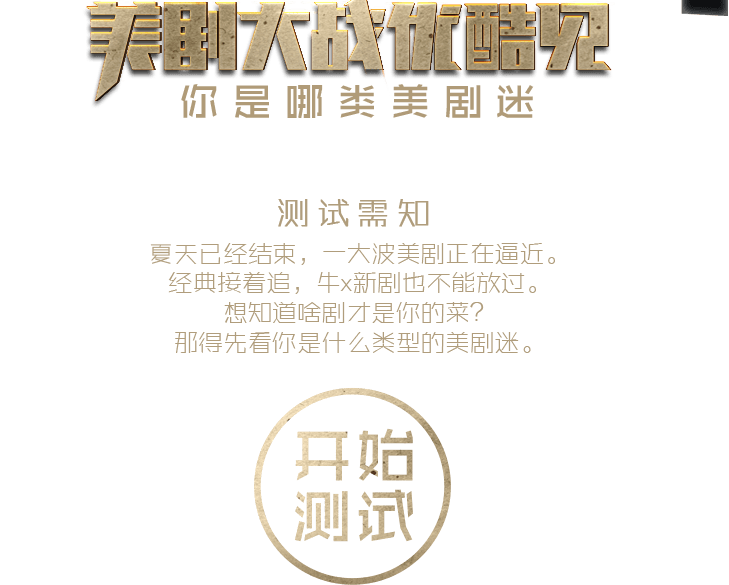 美剧大战优酷见
你是哪类美剧迷
测试需知
夏天已经结束，一大波美剧正在逼近。
经典接着追，牛x新剧也不能放过。
想知道啥剧才是你的菜？
那得先看你是什么类型的美剧迷。
开始
测试